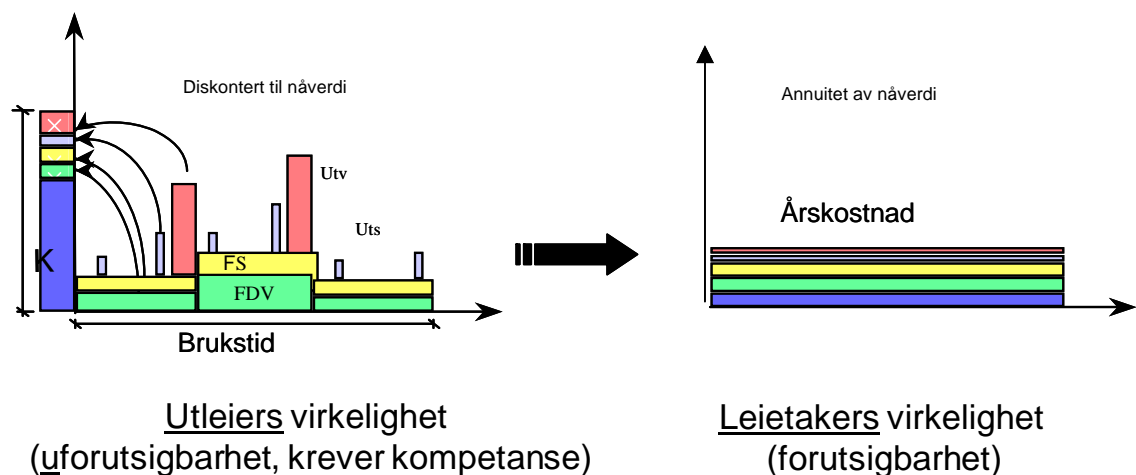 Diskontert til nåverdi
Utv
Uts
K
FS
FDV
Brukstid
Utleiers virkelighet
(uforutsigbarhet, krever kompetanse)
Annuitet av nåverdi
Årskostnad
Leietakers virkelighet
(forutsigbarhet)